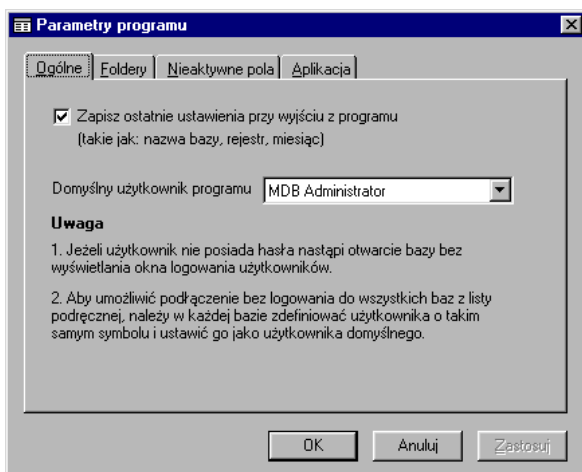 Parametry programu
Ogólne Foldery Nieaktywne pola Aplikacja
Zapisz ostatnie ustawienia przy wyjściu z programu
(takie jak: nazwa bazy, rejestr, miesiąc)
Domyślny użytkownik programu MDB Administrator
Uwaga
1. Jeżeli użytkownik nie posiada hasła nastąpi otwarcie bazy bez
wyświetlania okna logowania użytkowników.
2. Aby umożliwić podłączenie bez logowania do wszystkich baz z listy
podręcznej, należy w każdej bazie zdefiniować użytkownika o takim
samym symbolu i ustawić go jako użytkownika domyślnego.
OK Anuluj Zastosuj